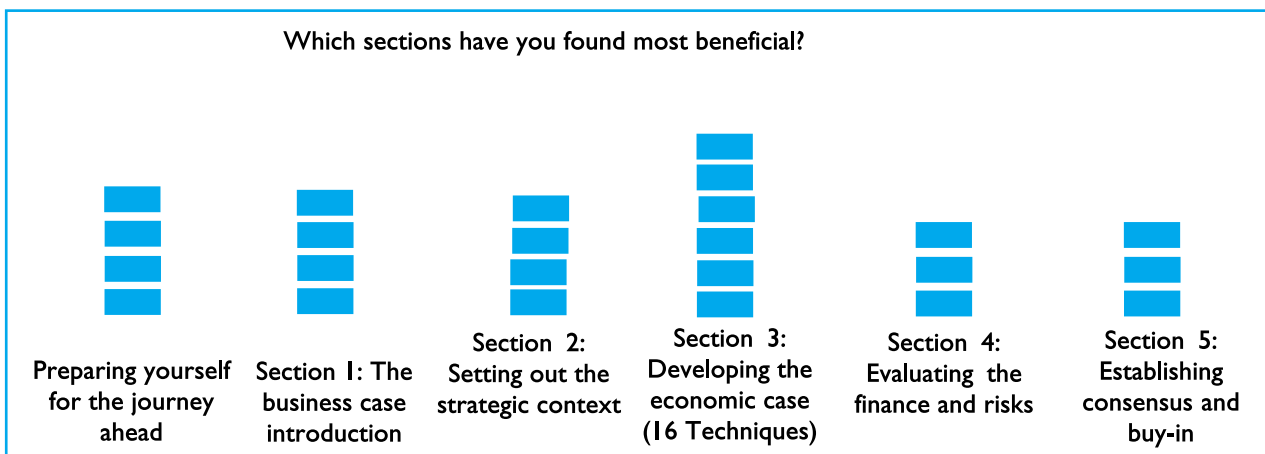 Which sections have you found most beneficial?
Preparing yourself
for the journey
ahead
Section 1: The
business case
introduction
Section 2:
Setting out the
strategic context
Section 3:
Developing the
economic case
(16 Techniques)
Section 4:
Evaluating the
finance and risks
Section 5:
Establishing
consensus and
buy-in